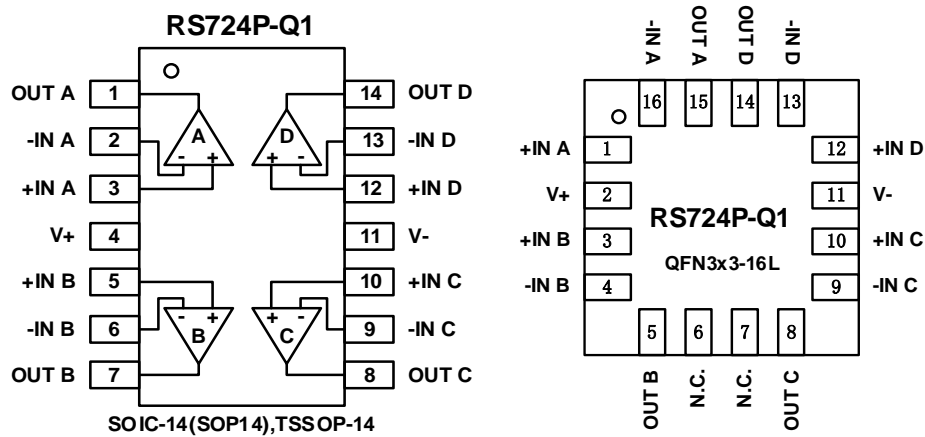 RS724P-Q1
OUT A 1 14 OUT D
-IN A 2 A D 13 -IN D
- + + -
+IN A 3 12 +IN D
V+ 4 11 V-
+IN B 5 10 +IN C
- + + -
-IN B 6 B C 9 -IN C
OUT B 7 8 OUT C
SOIC-14(SOP14),TSSOP-14
-IN A OUT A OUT D -IN D
16 15 14 13
+IN A 1 12 +IN D
V+ 2 11 V-
RS724P-Q1
+IN B 3 10 +IN C
QFN3x3-16L
-IN B 4 9 -IN C
5 6 7 8
OUT B N.C. N.C. OUT C